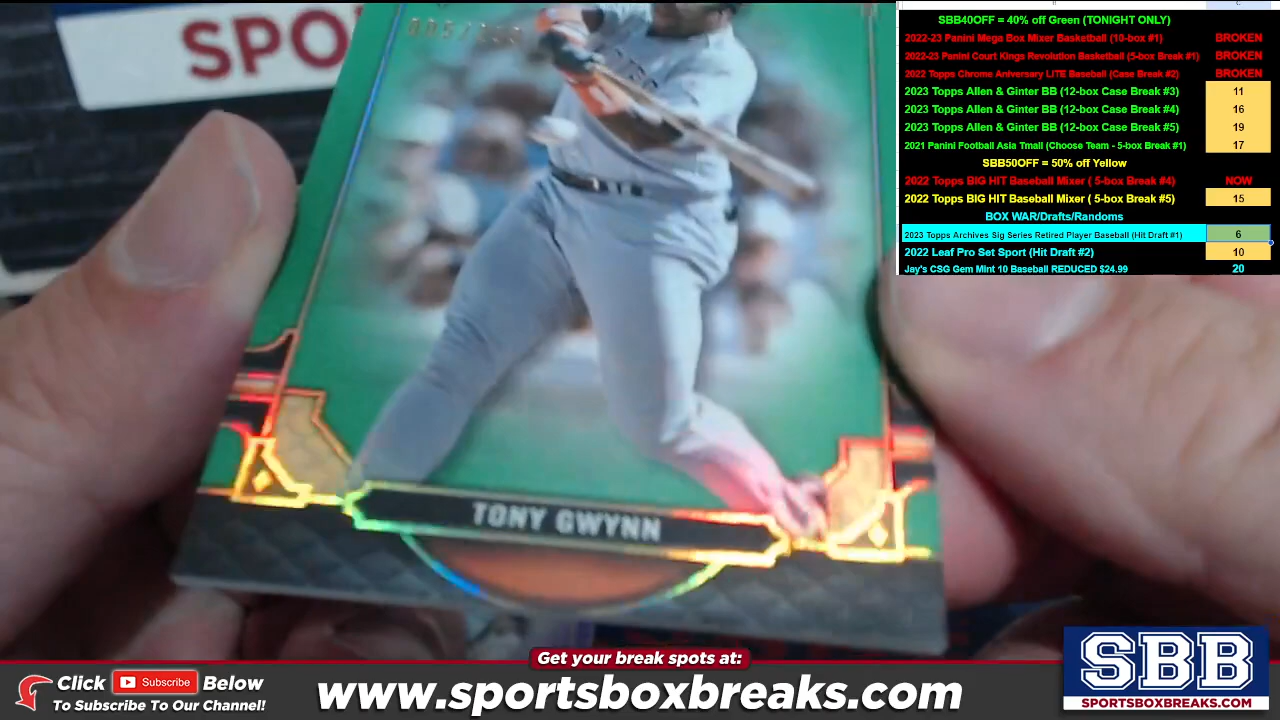 SPO
SBB40OFF = 40% off Green (TONIGHT ONLY)
2022-23 Panini Mega Box Mixer Basketball (10-box #1) BROKEN
2022-23 Panini Court Kings Revolution Basketball (5-box Break #1) BROKEN
2022 Topps Chrome Aniversary LITE Baseball (Case Break #2) BROKEN
2023 Topps Allen & Ginter BB (12-box Case Break #3) 11
2023 Topps Allen & Ginter BB (12-box Case Break #4) 16
2023 Topps Allen & Ginter BB (12-box Case Break #5) 19
2021 Panini Football Asia Tmall (Choose Team - 5-box Break #1) 17
SBB50OFF = 50% off Yellow
2022 Topps BIG HIT Baseball Mixer ( 5-box Break #4) NOW
2022 Topps BIG HIT Baseball Mixer ( 5-box Break #5) 15
BOX WAR/Drafts/Randoms
2023 Topps Archives Sig Series Retired Player Baseball (Hit Draft #1) 6
2022 Leaf Pro Set Sport (Hit Draft #2) 10
Jay's CSG Gem Mint 10 Baseball REDUCED $24.99 20
TONY GWYNN
Get your break spots at:
Click Subscribe Below
To Subscribe To Our Channel!
www.sportsboxbreaks.com
SBB
SPORTSBOXBREAKS.COM